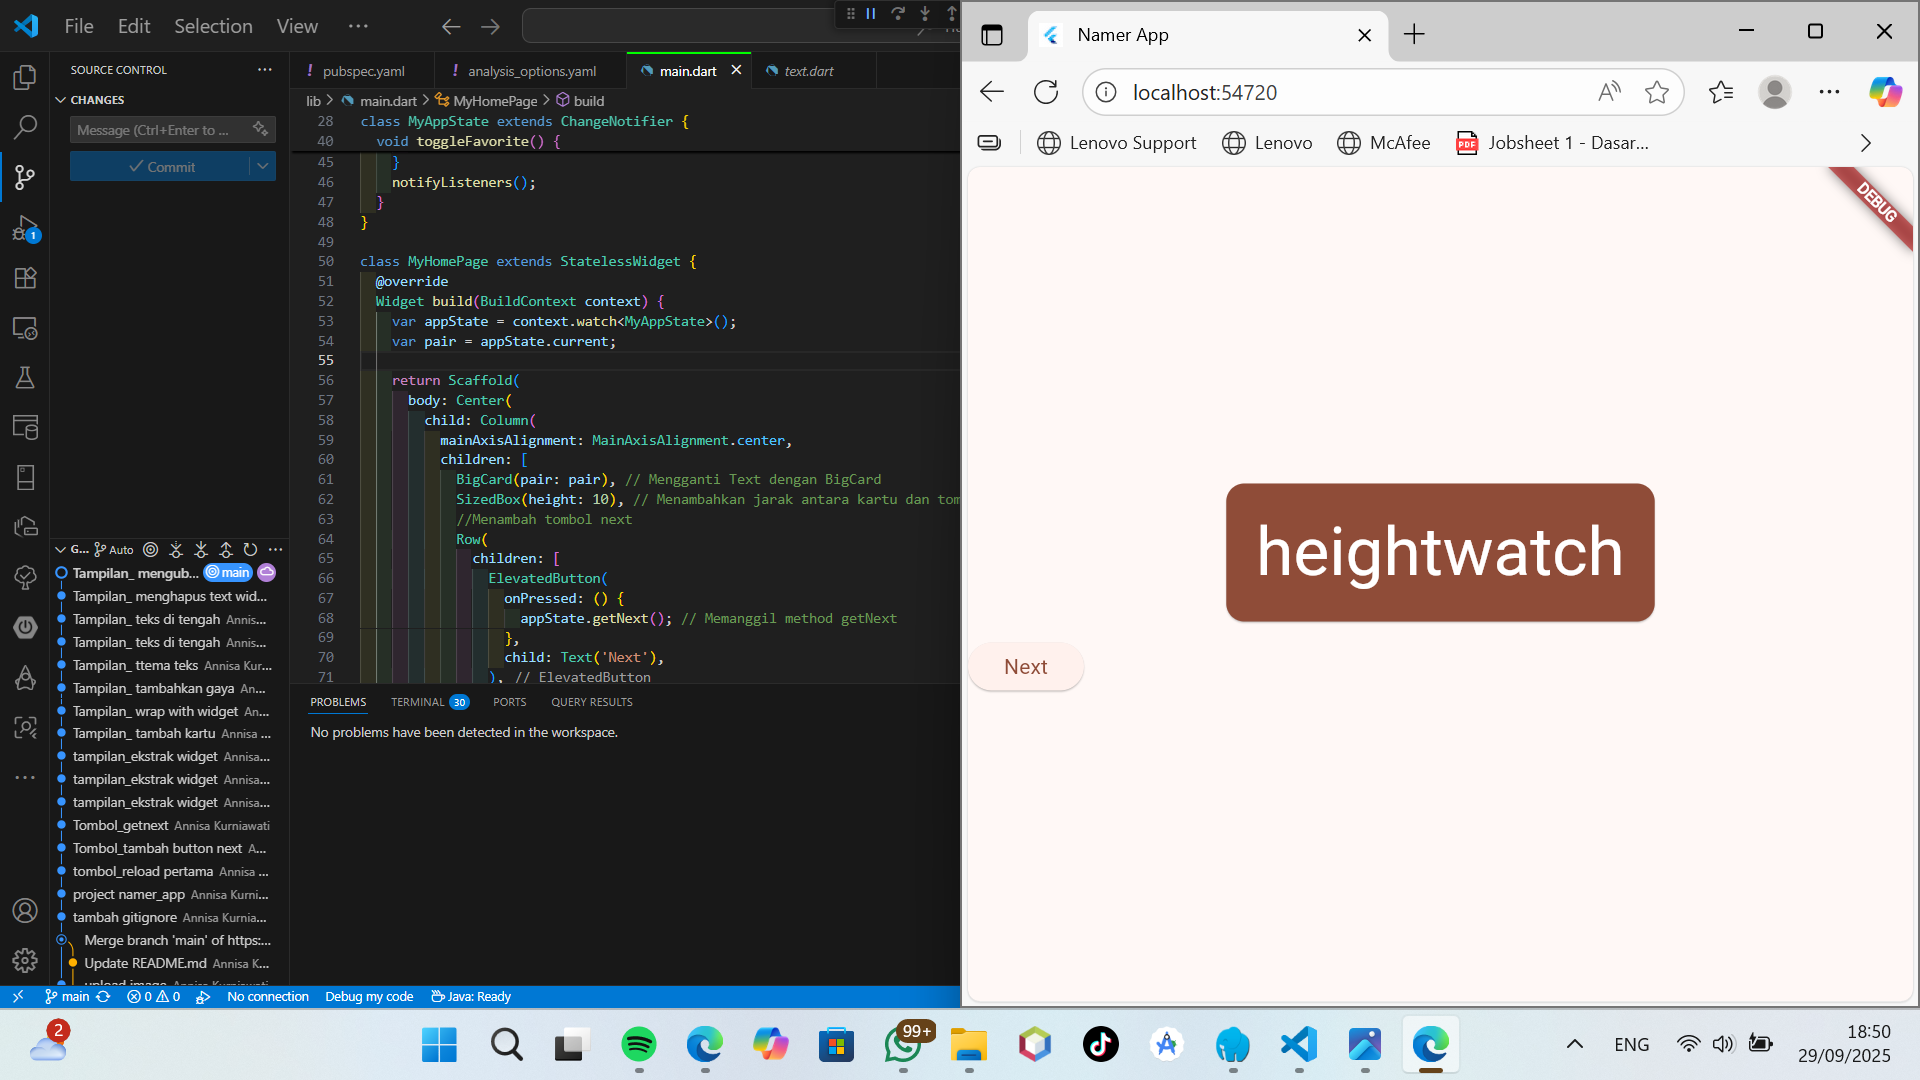 File Edit Selection View
SOURCE CONTROL
CHANGES
Message (Ctrl+Enter to ...
Commit
1
pubspec.yaml
analysis_options.yaml
main.dart
text.dart
lib > main.dart > MyHomePage > build
28 class MyAppState extends ChangeNotifier {
40 void toggleFavorite() {
45 }
46 notifyListeners();
47 }
48 }
49
50 class MyHomePage extends StatelessWidget {
51 @override
52 Widget build(BuildContext context) {
53 var appState = context.watch<MyAppState>();
54 var pair = appState.current;
55
56 return Scaffold(
57 body: Center(
58 child: Column(
59 mainAxisAlignment: MainAxisAlignment.center,
60 children: [
61 BigCard(pair: pair), // Mengganti Text dengan BigCard
62 SizedBox(height: 10), // Menambahkan jarak antara kartu dan tom
63 //Menambah tombol next
64 Row(
65 children: [
66 ElevatedButton(
67 onPressed: () {
68 appState.getNext(); // Memanggil method getNext
69 },
70 child: Text('Next'),
71 ), // ElevatedButton
PROBLEMS TERMINAL 30 PORTS QUERY RESULTS
No problems have been detected in the workspace.
G... Auto
Tampilan_ mengub... main
Tampilan_ menghapus text wid...
Tampilan_ teks di tengah Annis...
Tampilan_ teks di tengah Annis...
Tampilan_ ttema teks Annisa Kur...
Tampilan_ tambahkan gaya An...
Tampilan_ wrap with widget An...
Tampilan_ tambah kartu Annisa ...
tampilan_ekstrak widget Annisa...
tampilan_ekstrak widget Annisa...
tampilan_ekstrak widget Annisa...
Tombol_getnext Annisa Kurniawati
Tombol_tambah button next A...
tombol_reload pertama Annisa ...
project namer_app Annisa Kurni...
tambah gitignore Annisa Kurnia...
Merge branch 'main' of https:...
Update README.md Annisa K...
upload image Annisa Kurniawati
main 0 0 No connection Debug my code Java: Ready
Namer App
localhost:54720
Lenovo Support Lenovo McAfee PDF Jobsheet 1 - Dasar...
DEBUG
heightwatch
Next
2
99+
ENG
18:50
29/09/2025